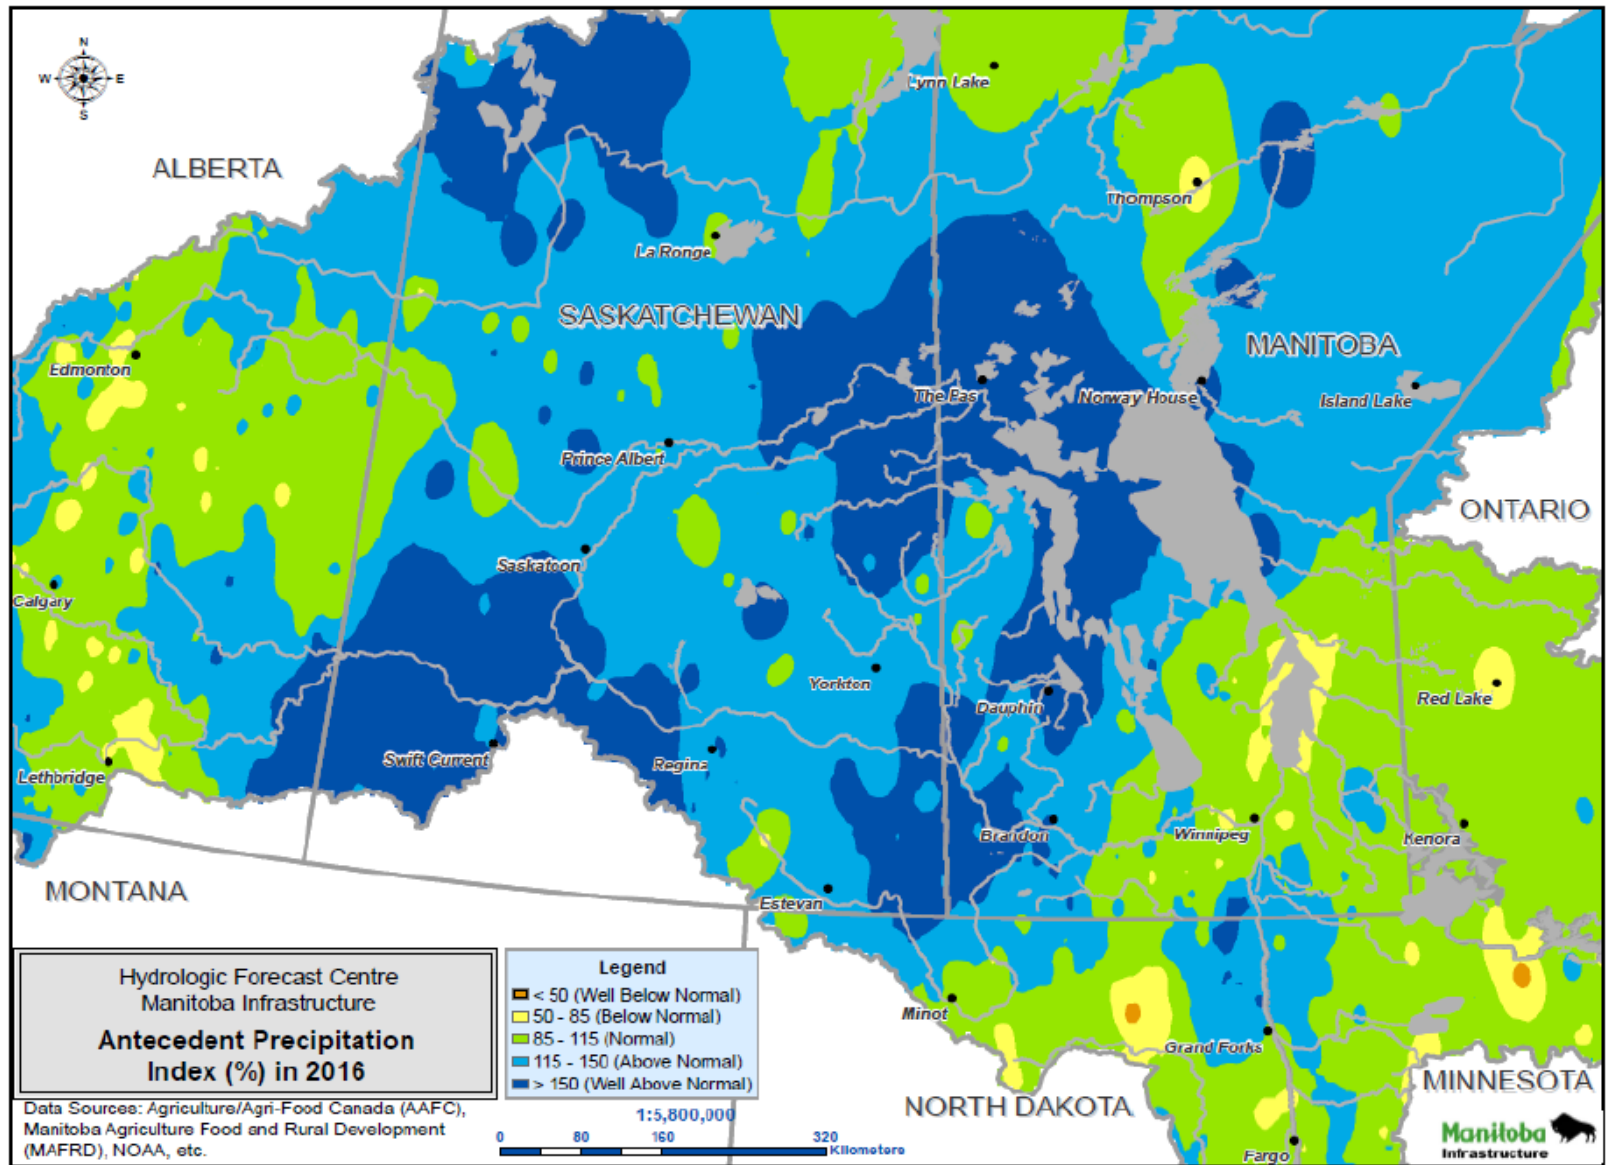 N
W E
S
ALBERTA
Lynn Lake
Thompson
La Ronge
SASKATCHEWAN
MANITOBA
Edmonton
The Pas
Norway House
Island Lake
Prince Albert
ONTARIO
Saskatoon
Calgary
Yorkton
Dauphin
Red Lake
Swift Current
Regina
Lethbridge
Brandon
Winnipeg
Kenora
MONTANA
Estevan
Minot
Grand Forks
NORTH DAKOTA
MINNESOTA
Fargo
Hydrologic Forecast Centre
Manitoba Infrastructure
Antecedent Precipitation
Index (%) in 2016
Legend
< 50 (Well Below Normal)
50 - 85 (Below Normal)
85 - 115 (Normal)
115 - 150 (Above Normal)
> 150 (Well Above Normal)
Data Sources: Agriculture/Agri-Food Canada (AAFC),
Manitoba Agriculture Food and Rural Development
(MAFRD), NOAA, etc.
1:5,800,000
0 80 160 320
Kilometers
Manitoba
Infrastructure